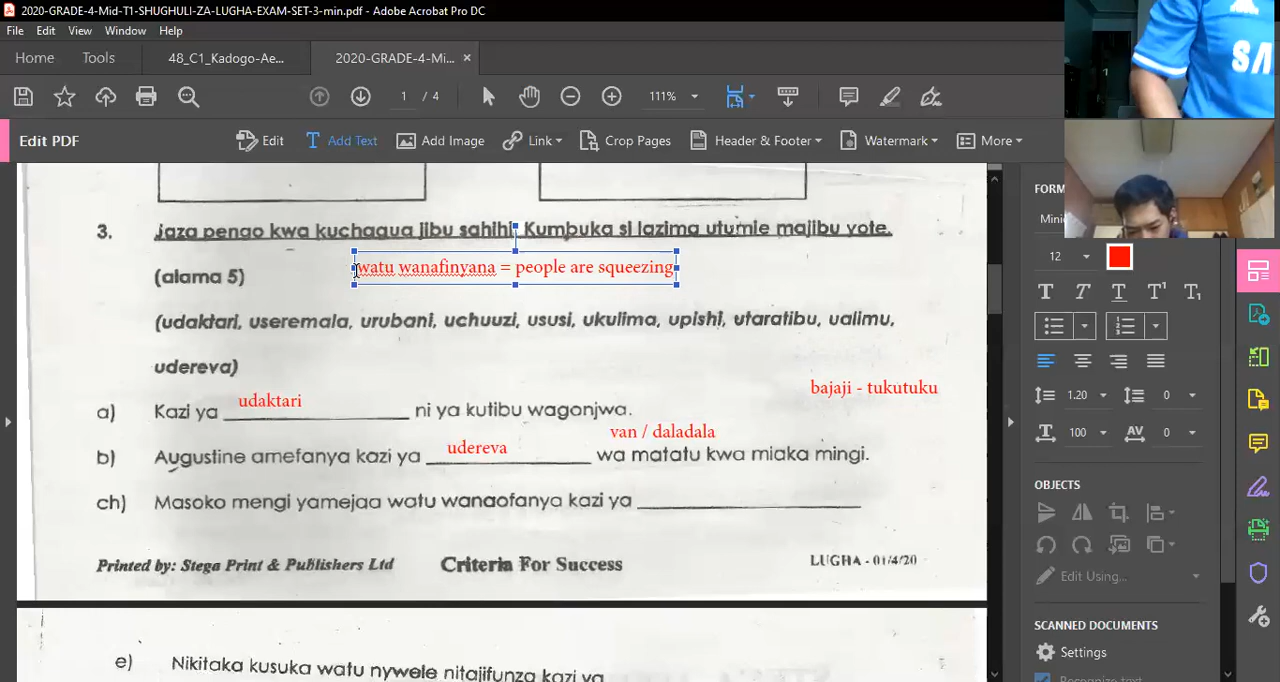 2020-GRADE-4-Mid-T1-SHUGHULI-ZA-LUGHA-EXAM-SET-3-min.pdf - Adobe Acrobat Pro DC
File Edit View Window Help
Home Tools 48_C1_Kadogo-Ae... 2020-GRADE-4-Mi... ×
1 / 4 111%
Edit PDF Edit Add Text Add Image Link Crop Pages Header & Footer Watermark More
3. Jaza pengo kwa kuchagua jibu sahihi. Kumbuka si lazima utumie majibu yote.
(alama 5) watu wanafinyana = people are squeezing
(udaktari, useremala, urubani, uchuuzi, ususi, ukulima, upishi, utaratibu, ualimu,
udereva)
bajaji - tukutuku
a) Kazi ya udaktari ni ya kutibu wagonjwa.
van / daladala
b) Augustine amefanya kazi ya udereva wa matatu kwa miaka mingi.
ch) Masoko mengi yamejaa watu wanaofanya kazi ya
Printed by: Stega Print & Publishers Ltd Criteria For Success LUGHA - 01/4/20
e) Nikitaka kusuka watu nywele nitajifunza kazi ya
FORM
Mini
12
T T T T¹ T₁
1.20 0
100 AV 0
OBJECTS
Edit Using...
SCANNED DOCUMENTS
Settings
Recognize text